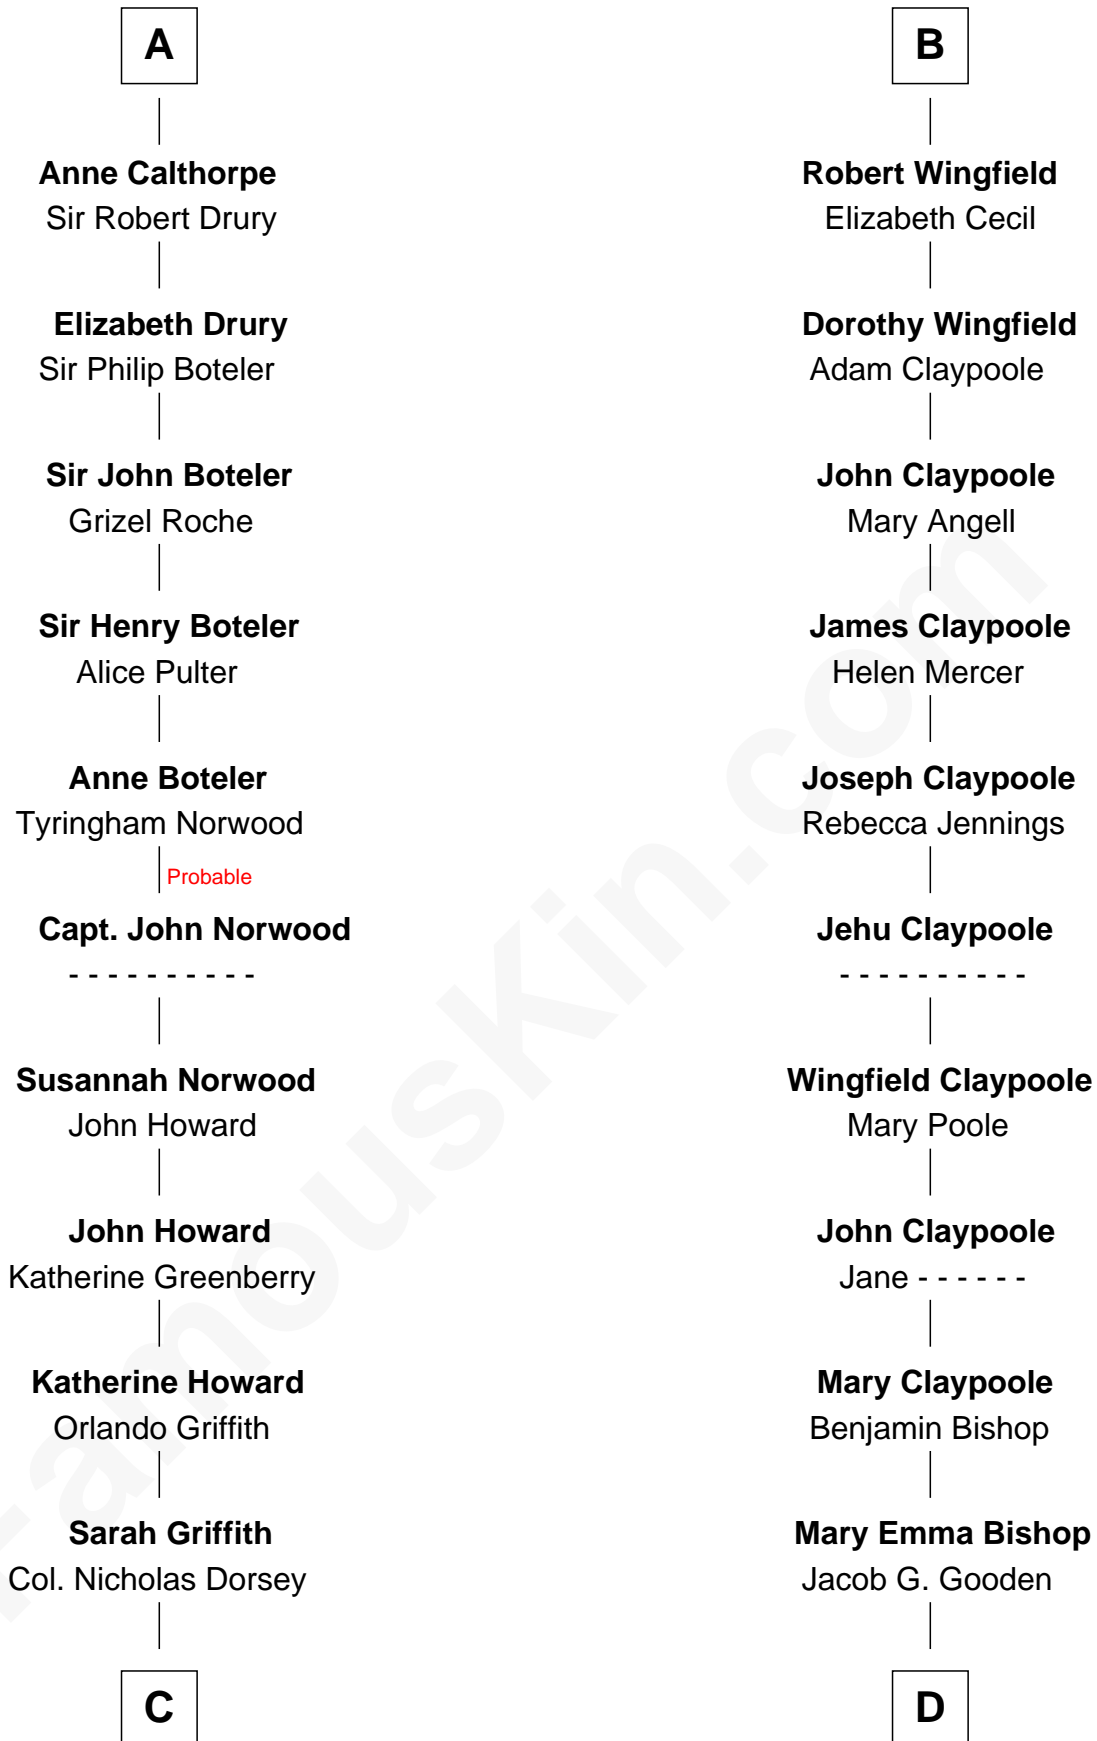 A
Anne Calthorpe
Sir Robert Drury
Elizabeth Drury
Sir Philip Boteler
Sir John Boteler
Grizel Roche
Sir Henry Boteler
Alice Pulter
Anne Boteler
Tyringham Norwood
Probable
Capt. John Norwood
- - - - - - - - - -
Susannah Norwood
John Howard
John Howard
Katherine Greenberry
Katherine Howard
Orlando Griffith
Sarah Griffith
Col. Nicholas Dorsey
C
B
Robert Wingfield
Elizabeth Cecil
Dorothy Wingfield
Adam Claypoole
John Claypoole
Mary Angell
James Claypoole
Helen Mercer
Joseph Claypoole
Rebecca Jennings
Jehu Claypoole
- - - - - - - - - -
Wingfield Claypoole
Mary Poole
John Claypoole
Jane - - - - - -
Mary Claypoole
Benjamin Bishop
Mary Emma Bishop
Jacob G. Gooden
D
FamousKin.com